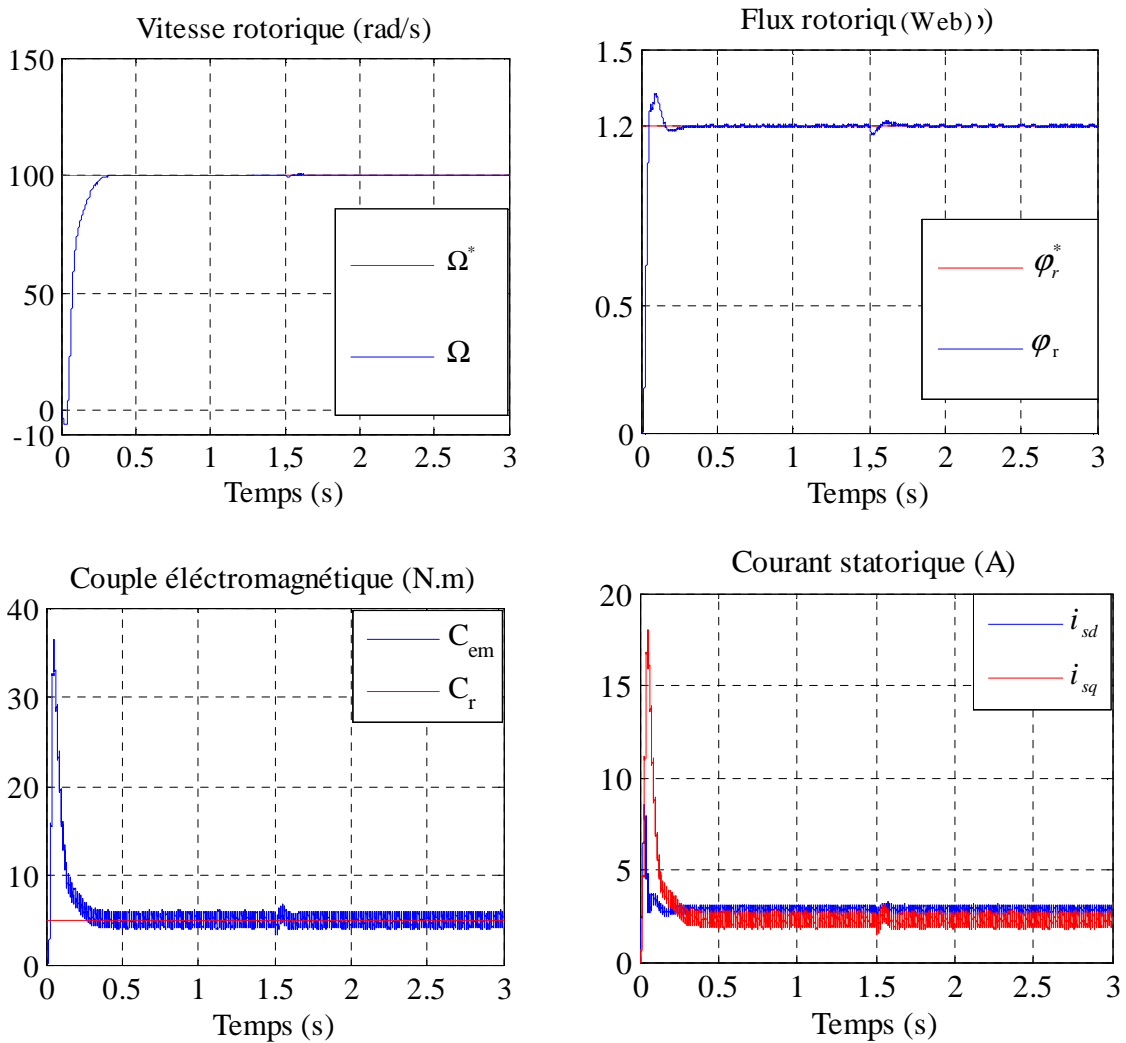 Vitesse rotorique (rad/s)
150
100
50
0
-10
Ω*
Ω
0 0.5 1 1,5 2 2.5 3
Temps (s)
Flux rotoriqu(Web))
1.5
1.2
0.5
0
φr*
φr
0 0.5 1 1,5 2 2.5 3
Temps (s)
Couple éléctromagnétique (N.m)
40
30
20
10
0
Cem
Cr
0 0.5 1 1.5 2 2.5 3
Temps (s)
Courant statorique (A)
20
15
10
5
0
isd
isq
0 0.5 1 1.5 2 2.5 3
Temps (s)